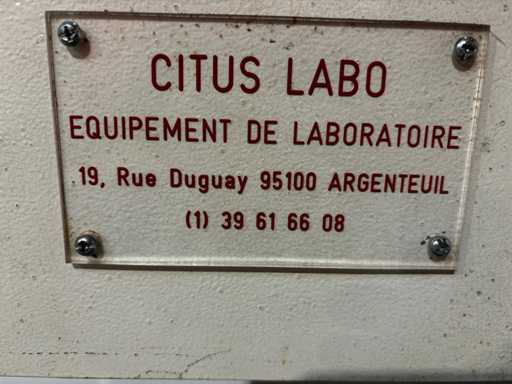 CITUS LABO
EQUIPEMENT DE LABORATOIRE
19, Rue Duguay 95100 ARGENTEUIL
(1) 39 61 66 08